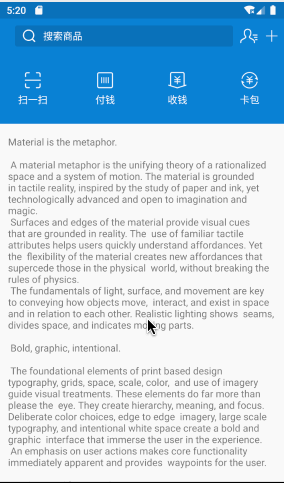 5:20
搜索商品
扫一扫 付钱 收钱 卡包
Material is the metaphor.
A material metaphor is the unifying theory of a rationalized
space and a system of motion. The material is grounded
in tactile reality, inspired by the study of paper and ink, yet
technologically advanced and open to imagination and
magic.
Surfaces and edges of the material provide visual cues
that are grounded in reality. The use of familiar tactile
attributes helps users quickly understand affordances. Yet
the flexibility of the material creates new affordances that
supercede those in the physical world, without breaking the
rules of physics.
The fundamentals of light, surface, and movement are key
to conveying how objects move, interact, and exist in space
and in relation to each other. Realistic lighting shows seams,
divides space, and indicates moving parts.
Bold, graphic, intentional.
The foundational elements of print based design
typography, grids, space, scale, color, and use of imagery
guide visual treatments. These elements do far more than
please the eye. They create hierarchy, meaning, and focus.
Deliberate color choices, edge to edge imagery, large scale
typography, and intentional white space create a bold and
graphic interface that immerse the user in the experience.
An emphasis on user actions makes core functionality
immediately apparent and provides waypoints for the user.